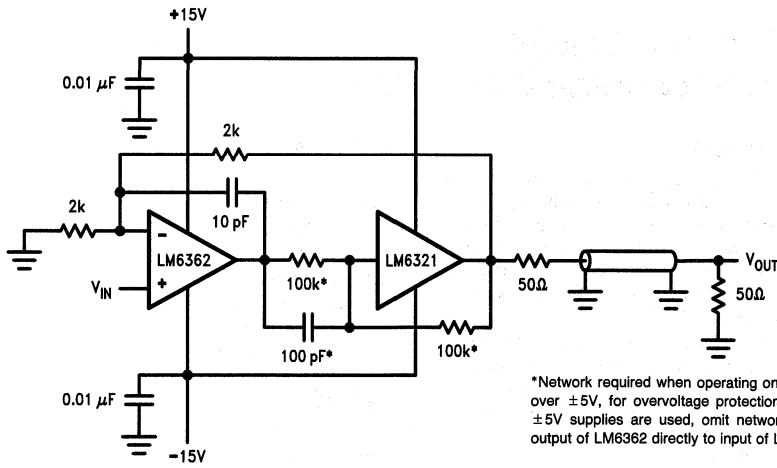 +15V
0.01 µF
2k
2k
10 pF
-
LM6362
+
V_IN
100k*
100 pF*
LM6321
100k*
50Ω
V_OUT
50Ω
0.01 µF
-15V
*Network required when operating on
over ±5V, for overvoltage protection
±5V supplies are used, omit networ
output of LM6362 directly to input of L